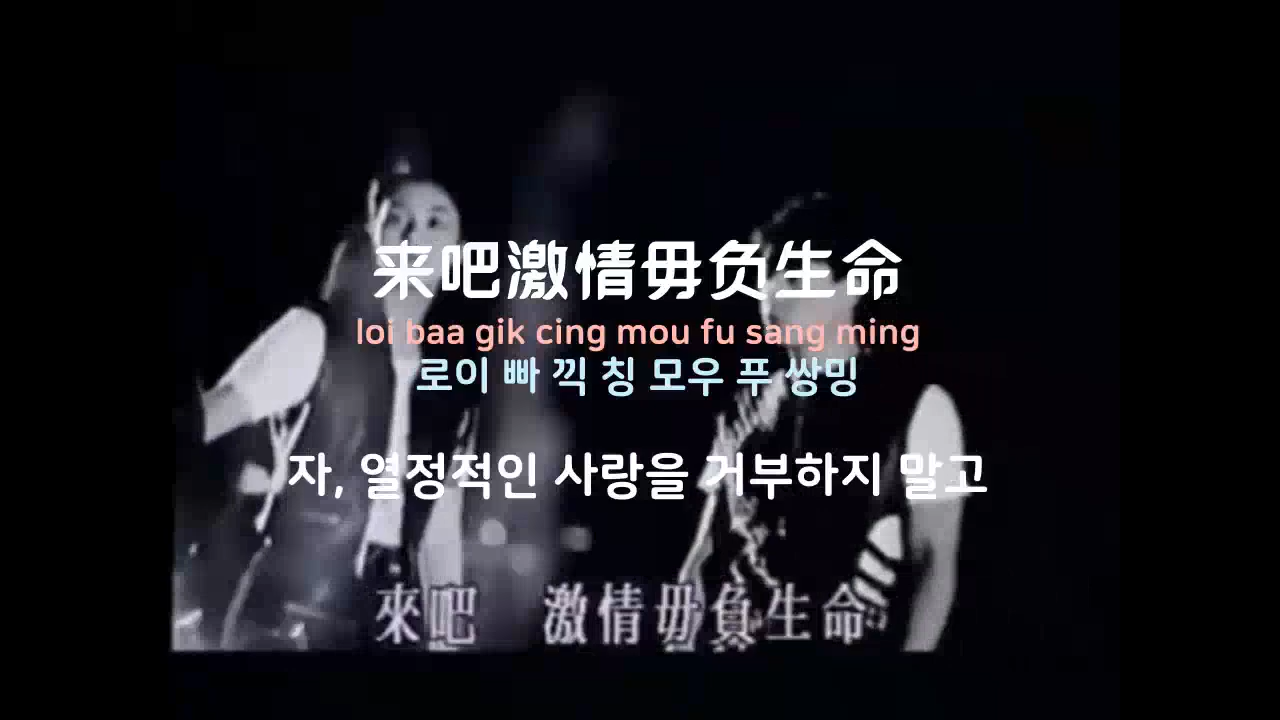 来吧激情毋负生命
loi baa gik cing mou fu sang ming
로이 빠 끽 칭 모우 푸 쌍밍
자, 열정적인 사랑을 거부하지 말고
來吧 激情毋負生命